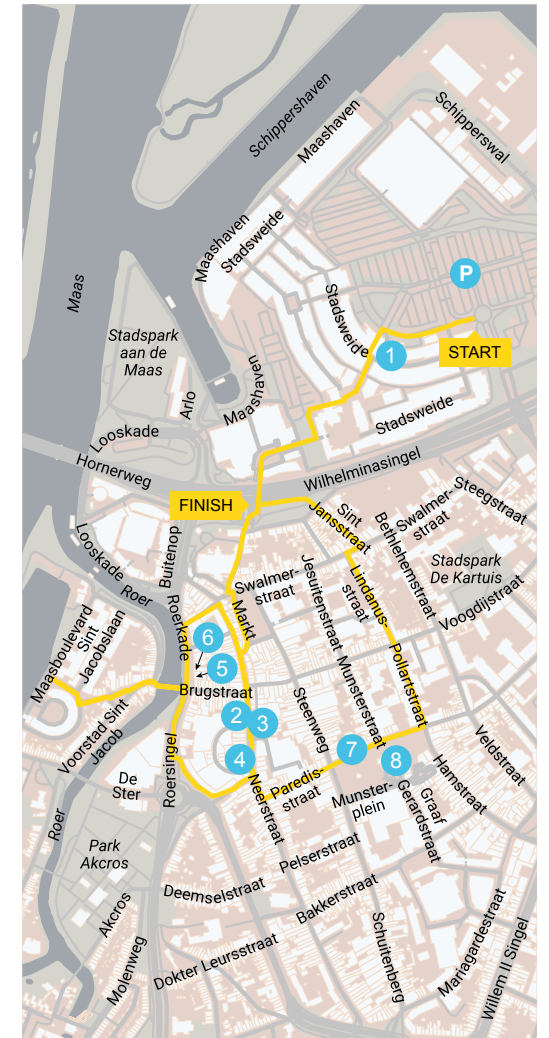 Schippershaven
Maashaven
Schipperswal
Maashaven
Stadsweide
P
Maas
Stadsweide
START
1
Stadspark
aan de
Maas
Maashaven
Arlo
Stadsweide
Looskade
Hornerweg
Wilhelminasingel
FINISH
Sint
Jansstraat
Steegstraat
Swalmer-
straat
Bethlehemstraat
Looskade
Buitenop
Roer
Stadspark
De Kartuis
Swalmer-
straat
Jesuitenstraat
Lindanus-
straat
Voogdijstraat
Roerkade
Markt
Maasboulevard
Sint
Jacobslaan
6
5
Brugstraat
Munsterstraat
Pollartstraat
2
3
Steenweg
Voorstad Sint
Jacob
Roersingel
4
7
8
Veldstraat
De
Ster
Neerstraat
Paredis-
straat
Munster-
plein
Hamstraat
Graaf
Gerardstraat
Roer
Park
Akcros
Pelserstraat
Deemselstraat
Bakkerstraat
Akcros
Molenweg
Dokter Leursstraat
Schuitenberg
Mariagardestraat
Willem II Singel